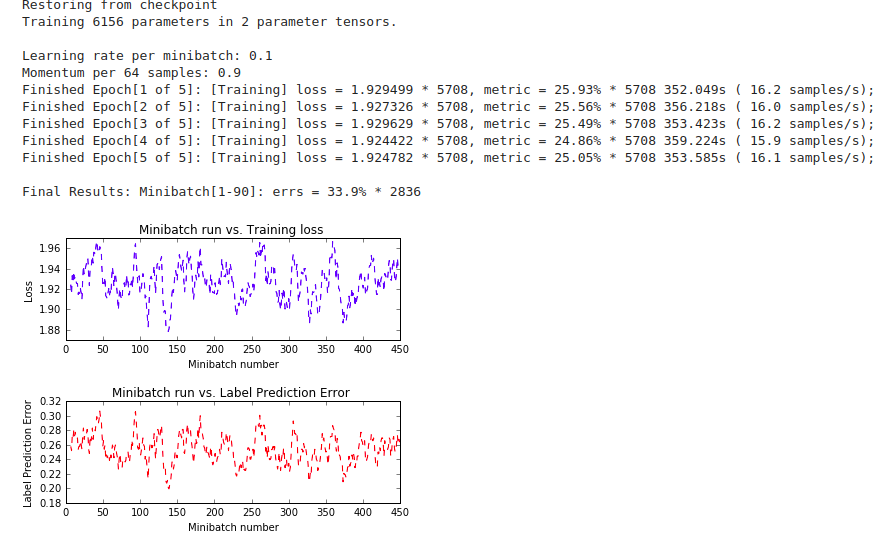 Restoring from checkpoint
Training 6156 parameters in 2 parameter tensors.
Learning rate per minibatch: 0.1
Momentum per 64 samples: 0.9
Finished Epoch[1 of 5]: [Training] loss = 1.929499 * 5708, metric = 25.93% * 5708 352.049s ( 16.2 samples/s);
Finished Epoch[2 of 5]: [Training] loss = 1.927326 * 5708, metric = 25.56% * 5708 356.218s ( 16.0 samples/s);
Finished Epoch[3 of 5]: [Training] loss = 1.929629 * 5708, metric = 25.49% * 5708 353.423s ( 16.2 samples/s);
Finished Epoch[4 of 5]: [Training] loss = 1.924422 * 5708, metric = 24.86% * 5708 359.224s ( 15.9 samples/s);
Finished Epoch[5 of 5]: [Training] loss = 1.924782 * 5708, metric = 25.05% * 5708 353.585s ( 16.1 samples/s);
Final Results: Minibatch[1-90]: errs = 33.9% * 2836
Minibatch run vs. Training loss
1.96
1.94
1.92
1.90
1.88
Loss
0 50 100 150 200 250 300 350 400 450
Minibatch number
Minibatch run vs. Label Prediction Error
0.32
0.30
0.28
0.26
0.24
0.22
0.20
0.18
Label Prediction Error
0 50 100 150 200 250 300 350 400 450
Minibatch number